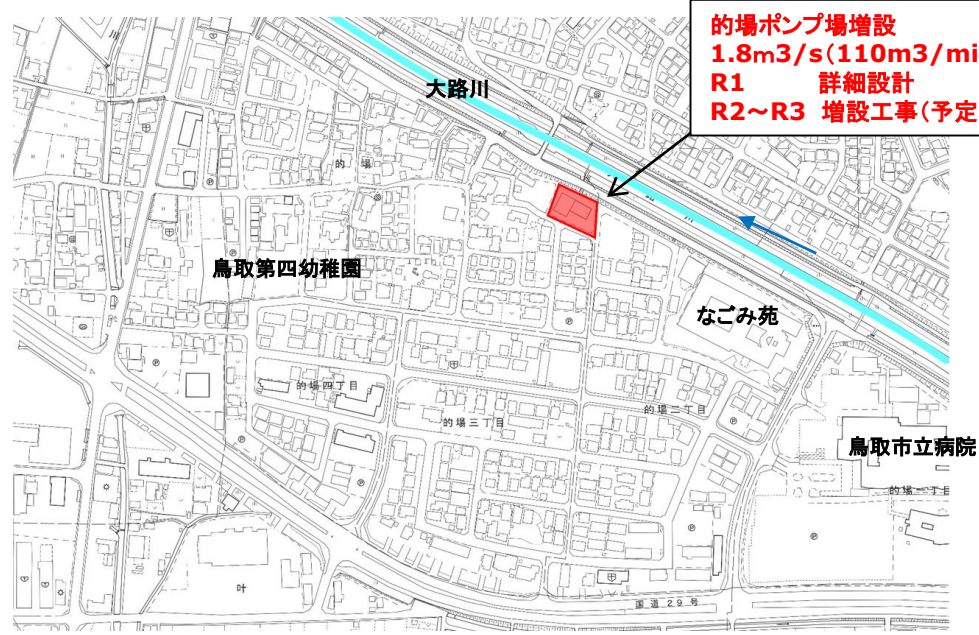 的場ポンプ場増設
1.8m3/s(110m3/mi
R1 詳細設計
R2～R3 増設工事(予定
大路川
的場
鳥取第四幼稚園
なごみ苑
的場四丁目
的場三丁目
的場二丁目
鳥取市立病院
的場一丁目
叶
国道29号